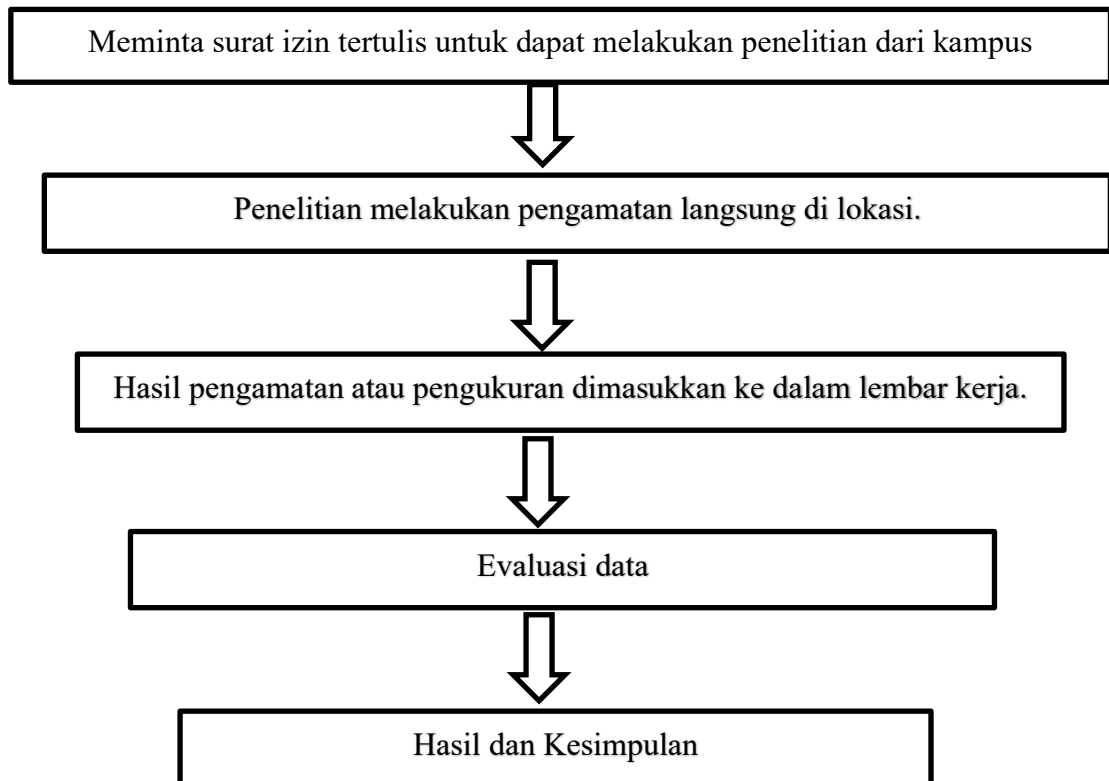 Meminta surat izin tertulis untuk dapat melakukan penelitian dari kampus
Penelitian melakukan pengamatan langsung di lokasi.
Hasil pengamatan atau pengukuran dimasukkan ke dalam lembar kerja.
Evaluasi data
Hasil dan Kesimpulan